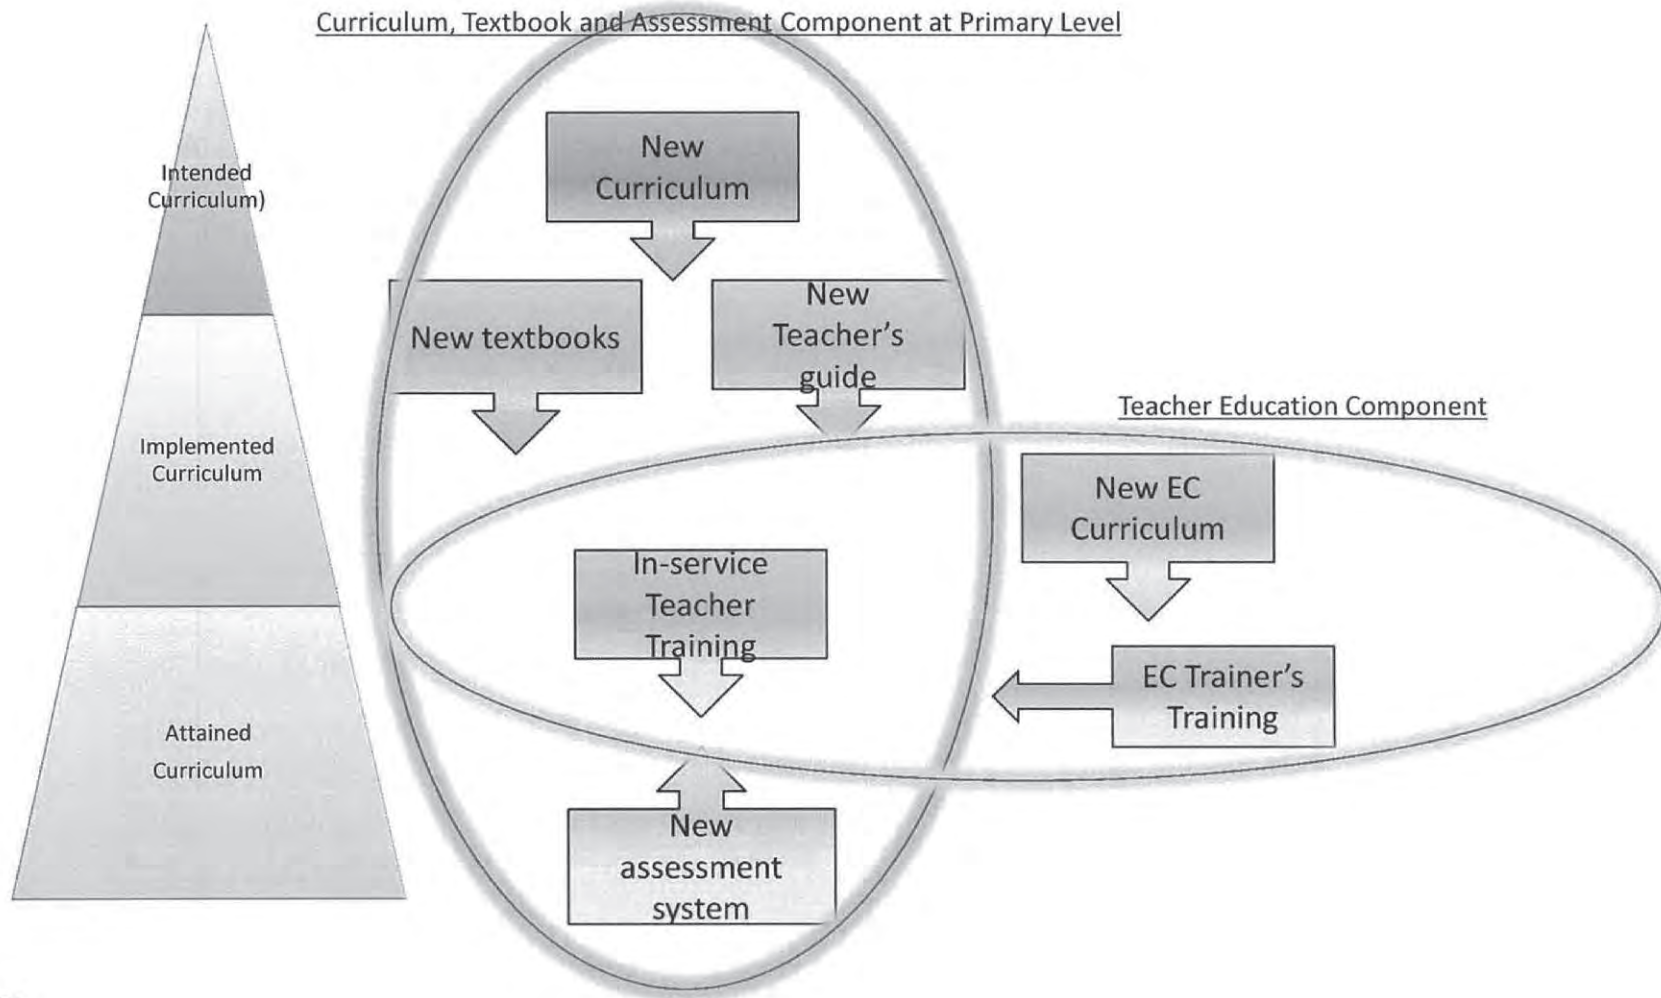 Curriculum, Textbook and Assessment Component at Primary Level
Intended
Curriculum)
Implemented
Curriculum
Attained
Curriculum
New
Curriculum
New textbooks
New
Teacher's
guide
Teacher Education Component
New EC
Curriculum
In-service
Teacher
Training
EC Trainer's
Training
New
assessment
system